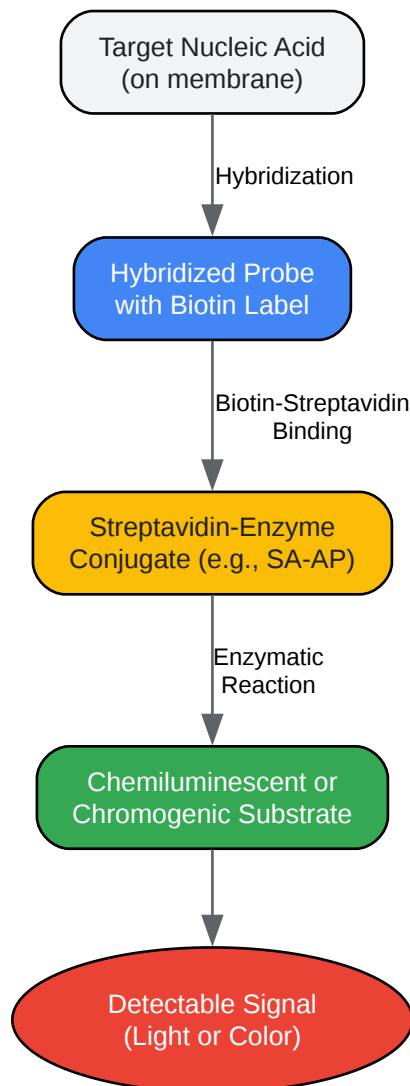 Target Nucleic Acid
(on membrane)
Hybridization
Hybridized Probe
with Biotin Label
Biotin-Streptavidin
Binding
Streptavidin-Enzyme
Conjugate (e.g., SA-AP)
Enzymatic
Reaction
Chemiluminescent or
Chromogenic Substrate
Detectable Signal
(Light or Color)